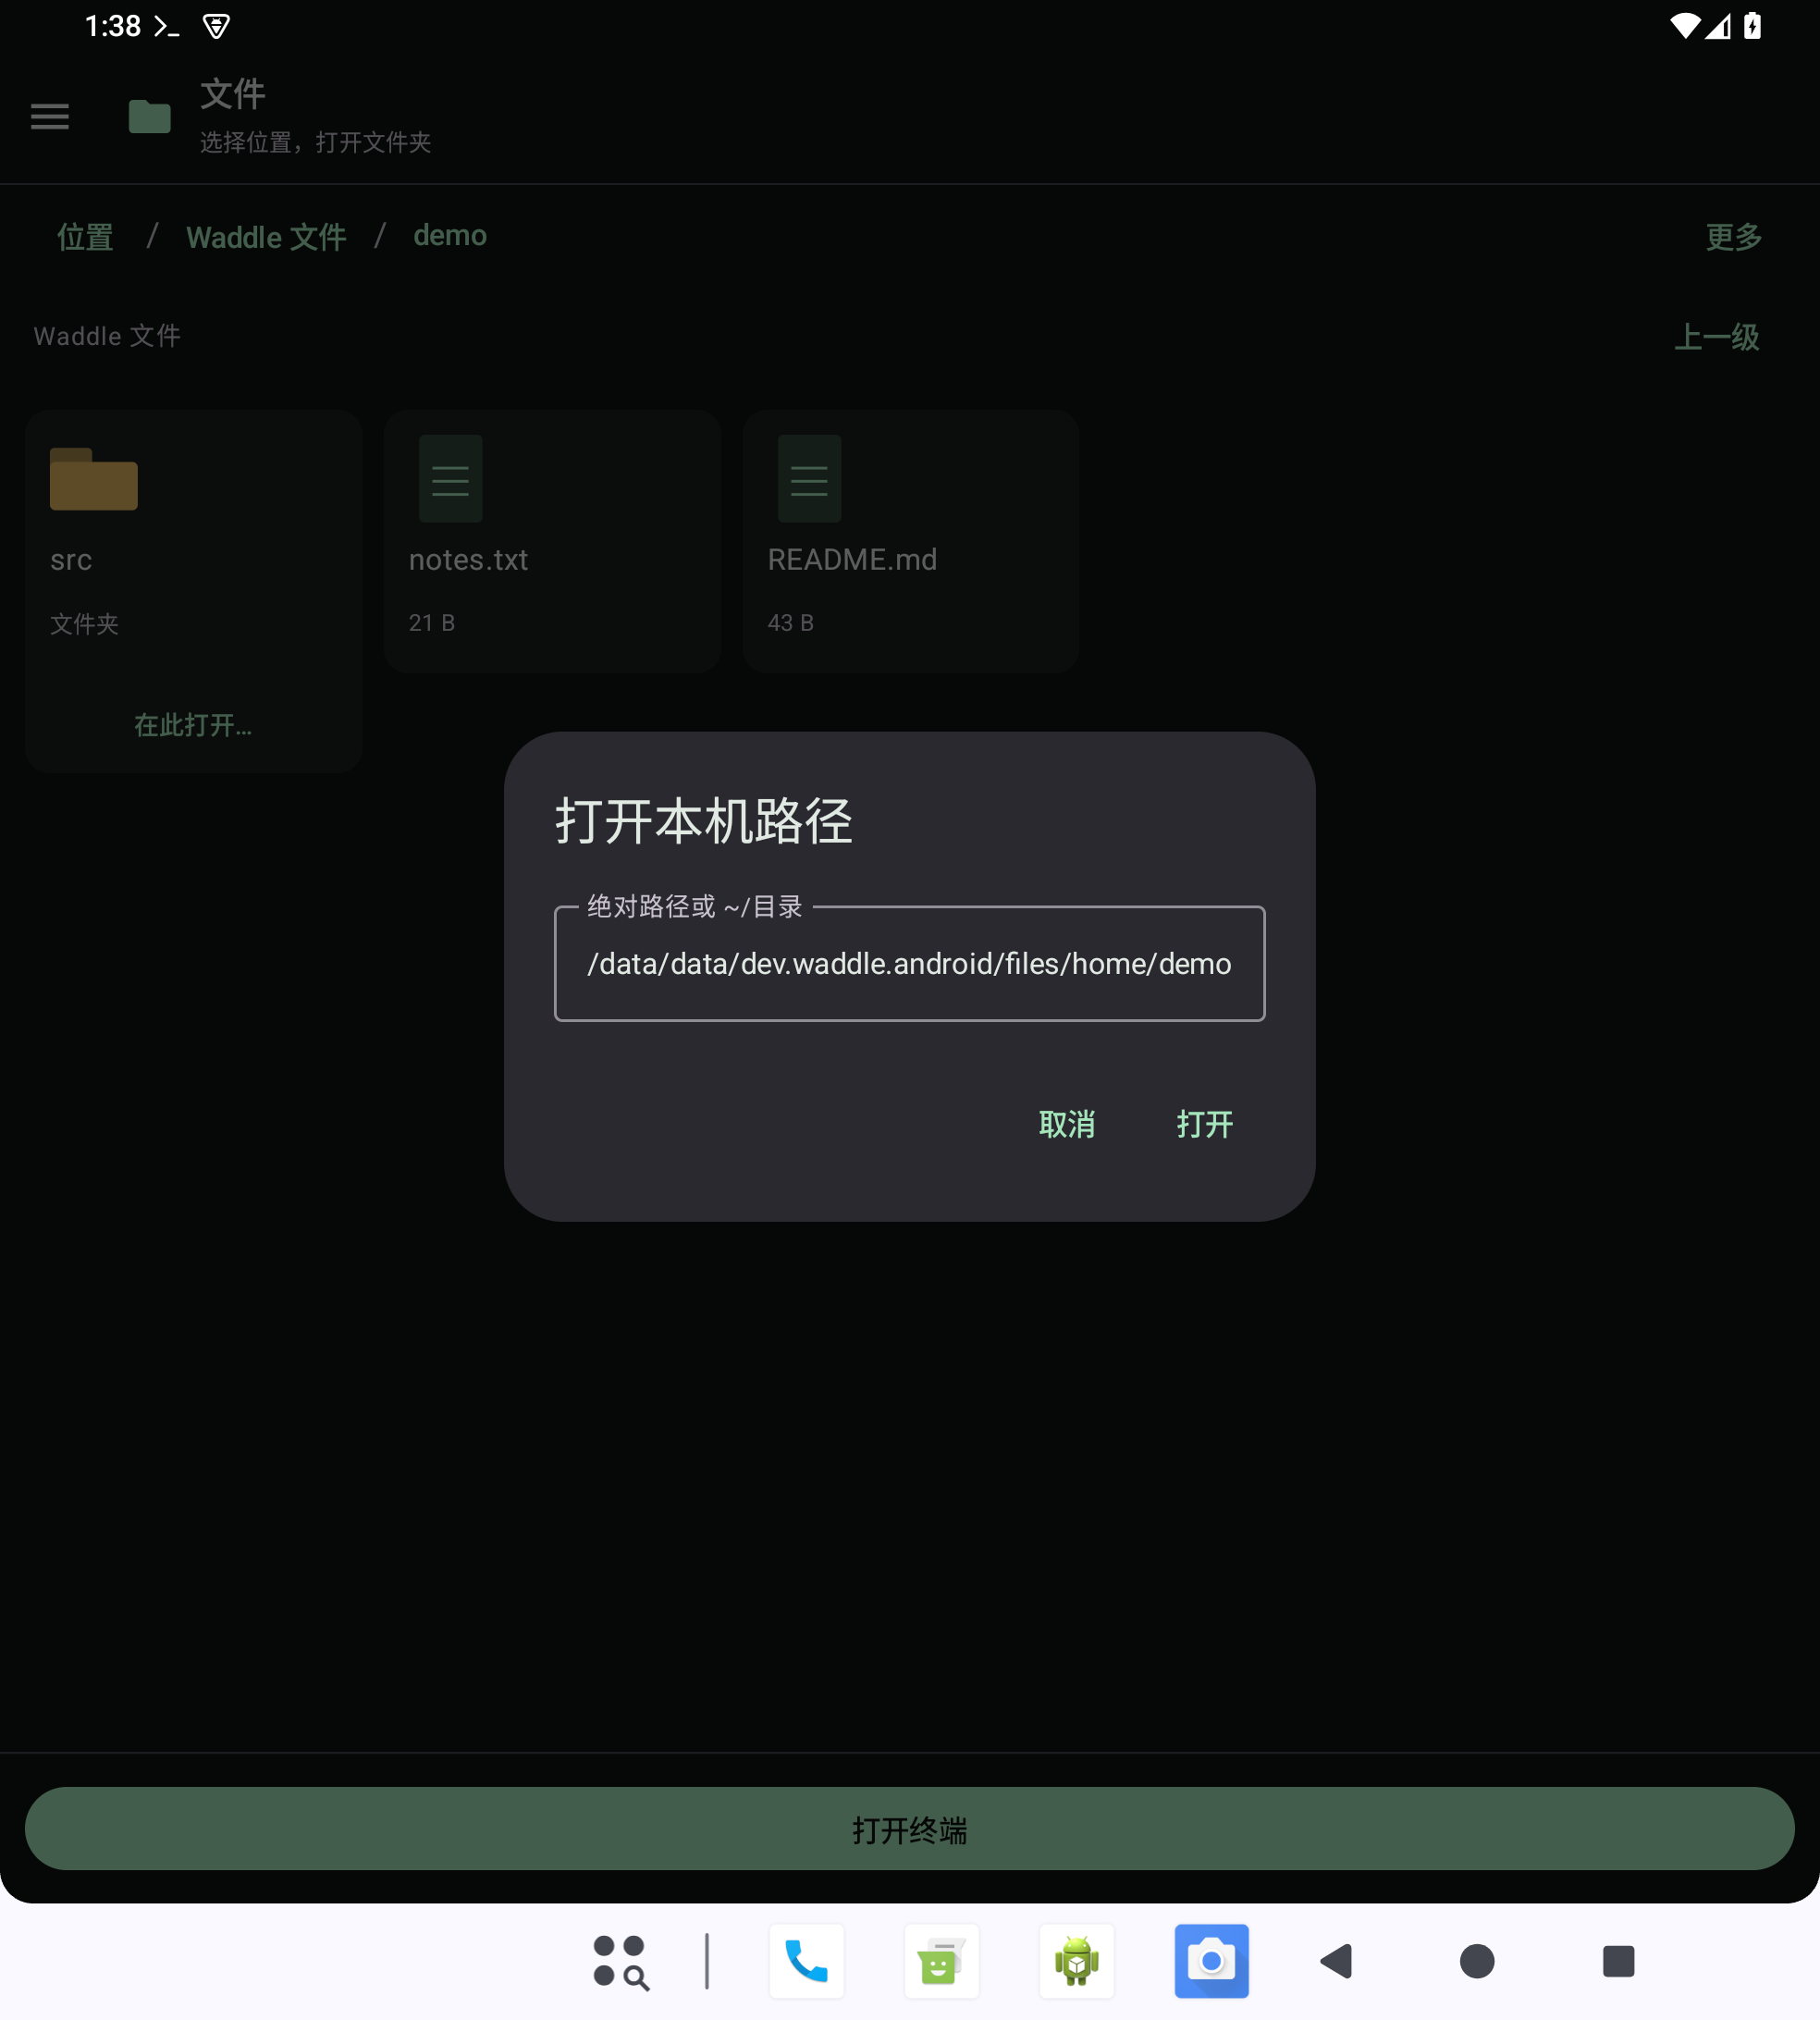 1:38
文件
选择位置，打开文件夹
位置 / Waddle 文件 / demo
更多
Waddle 文件
上一级
src
文件夹
在此打开...
notes.txt
21 B
README.md
43 B
打开本机路径
绝对路径或 ~/目录
/data/data/dev.waddle.android/files/home/demo
取消
打开
打开终端